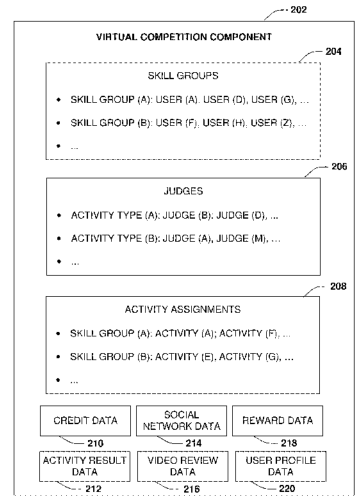 202
VIRTUAL COMPETITION COMPONENT
204
SKILL GROUPS
• SKILL GROUP (A): USER (A). USER (D), USER (G), ...
• SKILL GROUP (B): USER (F), USER (H), USER (Z), ...
• ...
206
JUDGES
• ACTIVITY TYPE (A): JUDGE (B); JUDGE (D), ...
• ACTIVITY TYPE (B): JUDGE (A), JUDGE (M), ...
• ...
208
ACTIVITY ASSIGNMENTS
• SKILL GROUP (A): ACTIVITY (A); ACTIVITY (F), ...
• SKILL GROUP (B): ACTIVITY (E), ACTIVITY (G), ...
• ...
CREDIT DATA
SOCIAL NETWORK DATA
REWARD DATA
210
214
218
ACTIVITY RESULT DATA
VIDEO REVIEW DATA
USER PROFILE DATA
212
216
220